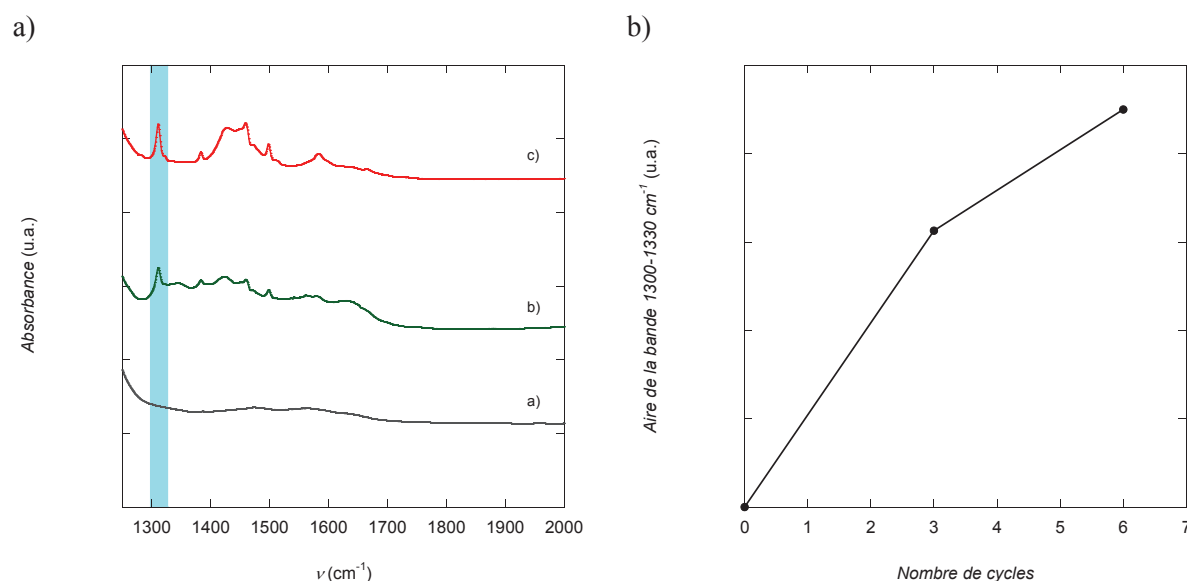 a)
Absorbance (u.a.)
c)
b)
a)
1300 1400 1500 1600 1700 1800 1900 2000
ν (cm⁻¹)
b)
Aire de la bande 1300-1330 cm⁻¹ (u.a.)
0 1 2 3 4 5 6 7
Nombre de cycles